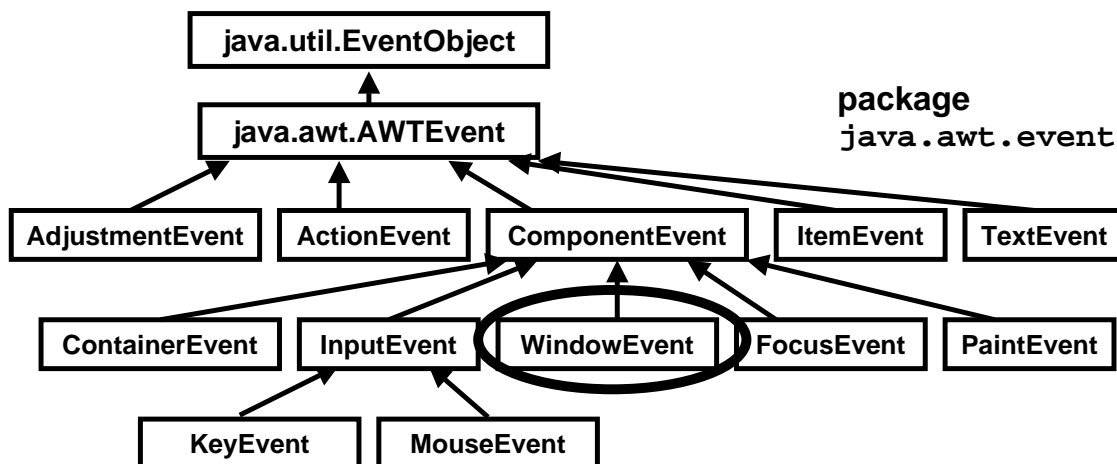 java.util.EventObject
package
java.awt.AWTEvent
java.awt.event
AdjustmentEvent
ActionEvent
ComponentEvent
ItemEvent
TextEvent
ContainerEvent
InputEvent
WindowEvent
FocusEvent
PaintEvent
KeyEvent
MouseEvent